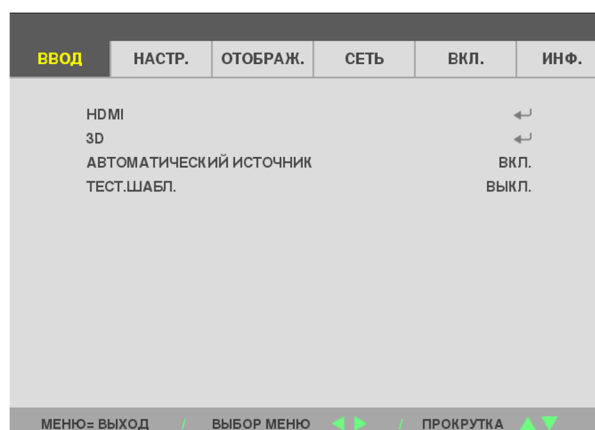 ВВОД НАСТР. ОТОБРАЖ. СЕТЬ ВКЛ. ИНФ.
HDMI
3D
АВТОМАТИЧЕСКИЙ ИСТОЧНИК ВКЛ.
ТЕСТ.ШАБЛ. ВЫКЛ.
МЕНЮ= ВЫХОД / ВЫБОР МЕНЮ / ПРОКРУТКА